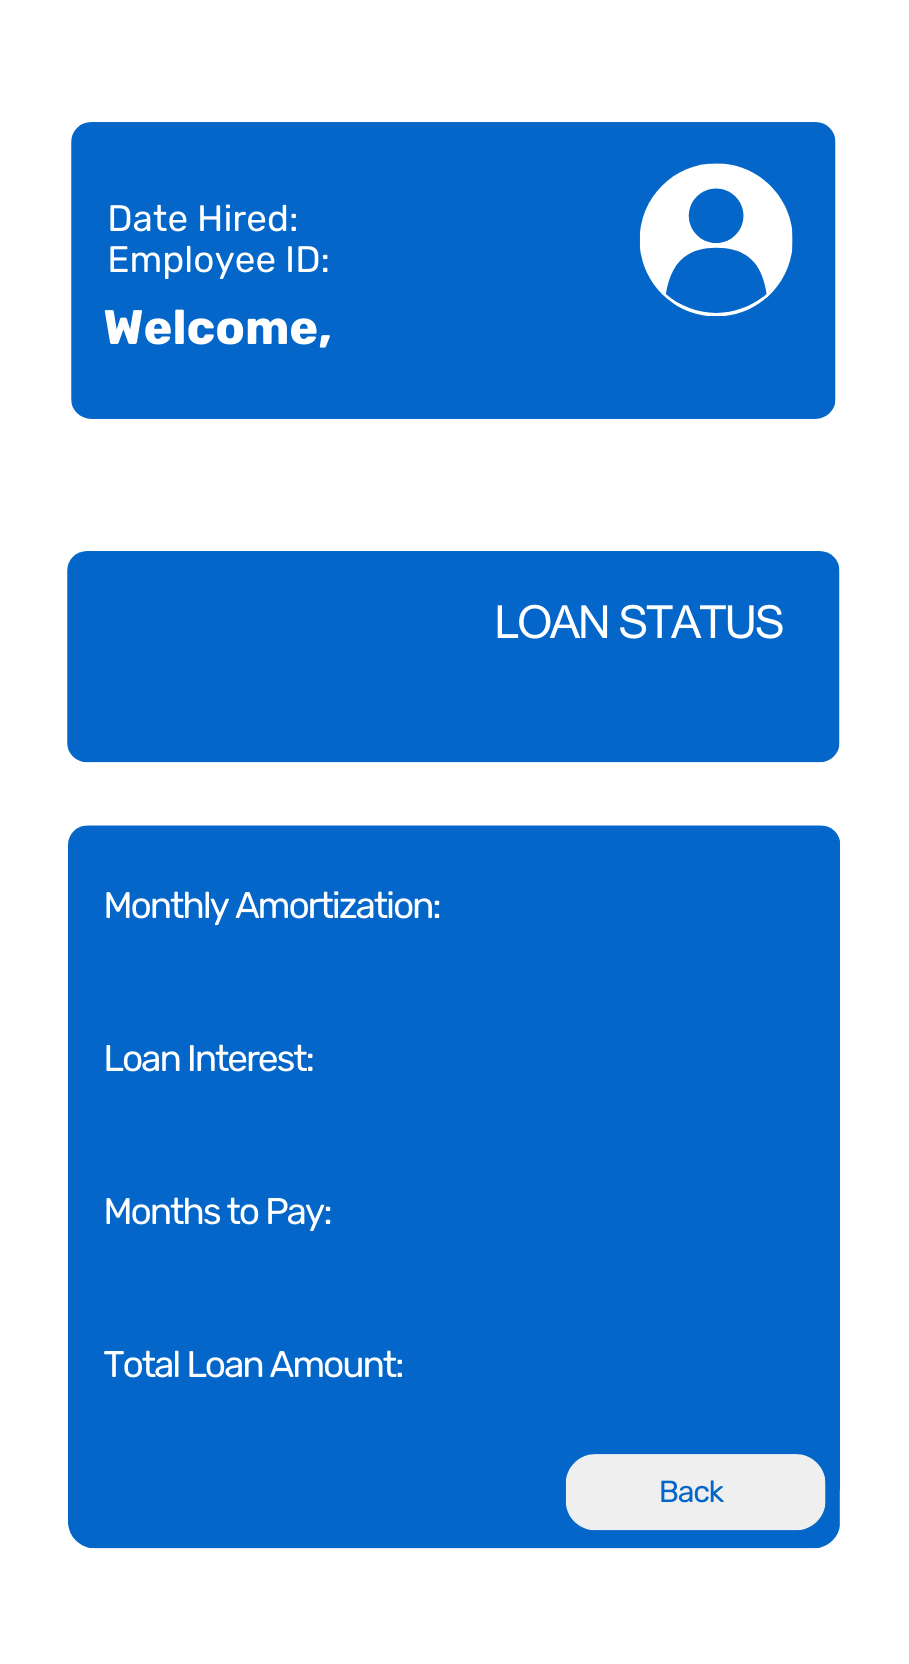 Date Hired:
Employee ID:
Welcome,
LOAN STATUS
Monthly Amortization:
Loan Interest:
Months to Pay:
Total Loan Amount:
Back